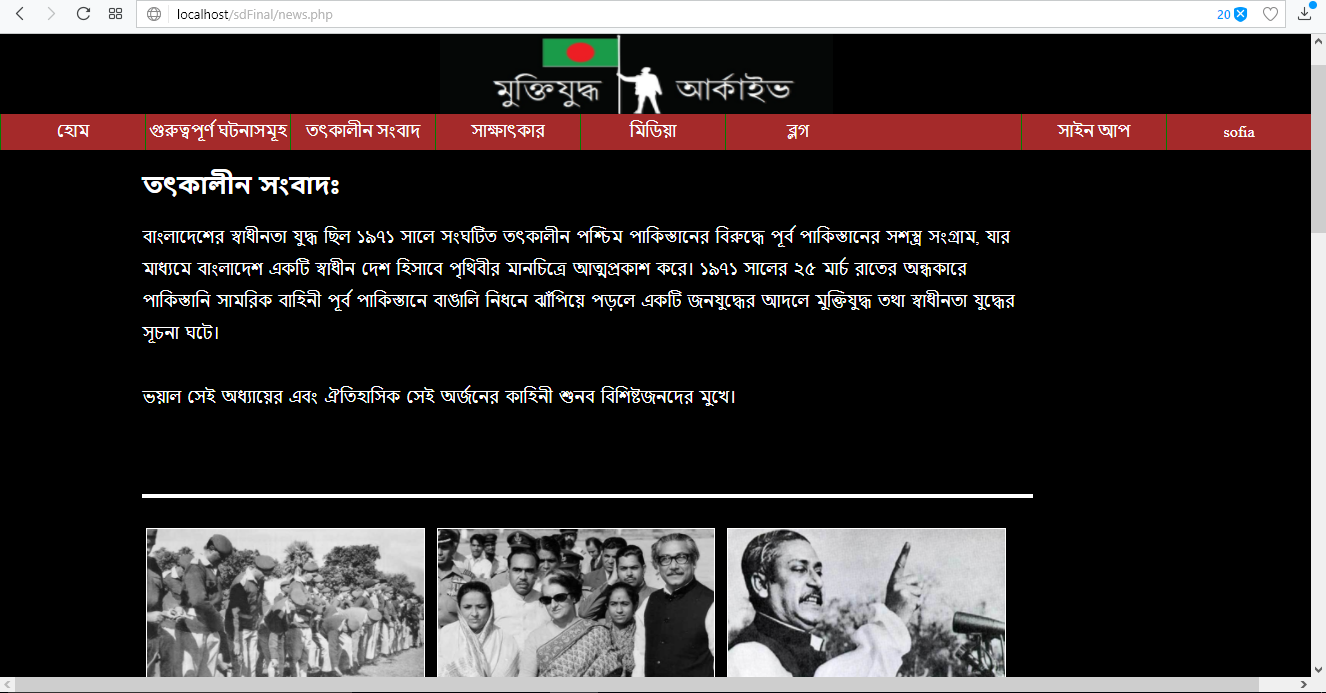 localhost/sdFinal/news.php
20
মুক্তিযুদ্ধ আর্কাইভ
হোম গুরুত্বপূর্ণ ঘটনাসমূহ তৎকালীন সংবাদ সাক্ষাৎকার মিডিয়া ব্লগ সাইন আপ sofia
তৎকালীন সংবাদঃ
বাংলাদেশের স্বাধীনতা যুদ্ধ ছিল ১৯৭১ সালে সংঘটিত তৎকালীন পশ্চিম পাকিস্তানের বিরুদ্ধে পূর্ব পাকিস্তানের সশস্ত্র সংগ্রাম, যার
মাধ্যমে বাংলাদেশ একটি স্বাধীন দেশ হিসাবে পৃথিবীর মানচিত্রে আত্মপ্রকাশ করে। ১৯৭১ সালের ২৫ মার্চ রাতের অন্ধকারে
পাকিস্তানি সামরিক বাহিনী পূর্ব পাকিস্তানে বাঙালি নিধনে ঝাঁপিয়ে পড়লে একটি জনযুদ্ধের আদলে মুক্তিযুদ্ধ তথা স্বাধীনতা যুদ্ধের
সূচনা ঘটে।
ভয়াল সেই অধ্যায়ের এবং ঐতিহাসিক সেই অর্জনের কাহিনী শুনব বিশিষ্টজনদের মুখে।